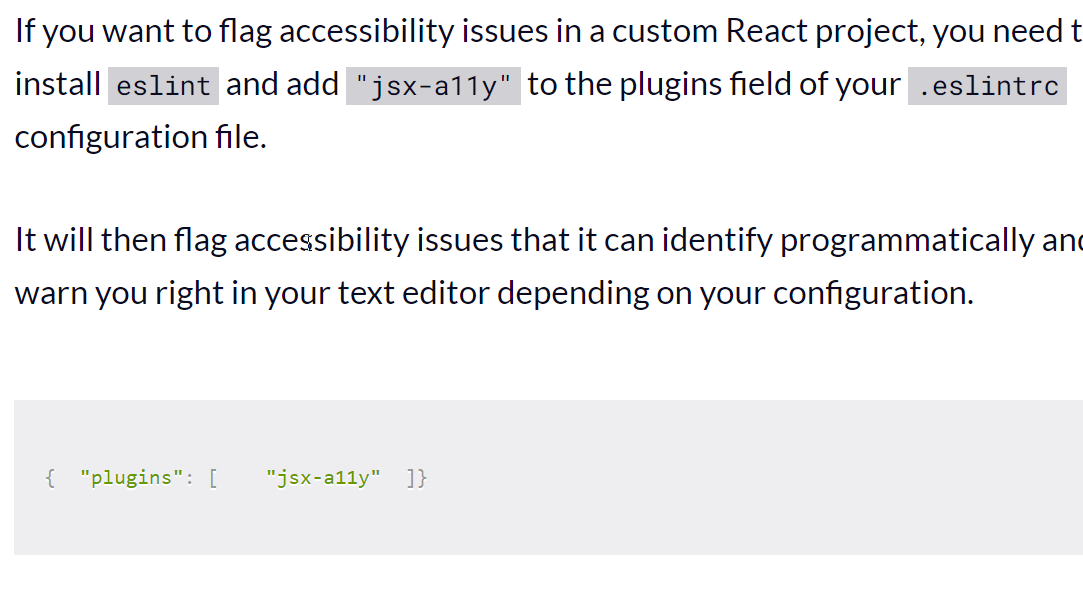 If you want to flag accessibility issues in a custom React project, you need t
install eslint and add "jsx-a11y" to the plugins field of your .eslintrc
configuration file.
It will then flag accessibility issues that it can identify programmatically and
warn you right in your text editor depending on your configuration.
{ "plugins": [ "jsx-a11y" ]}